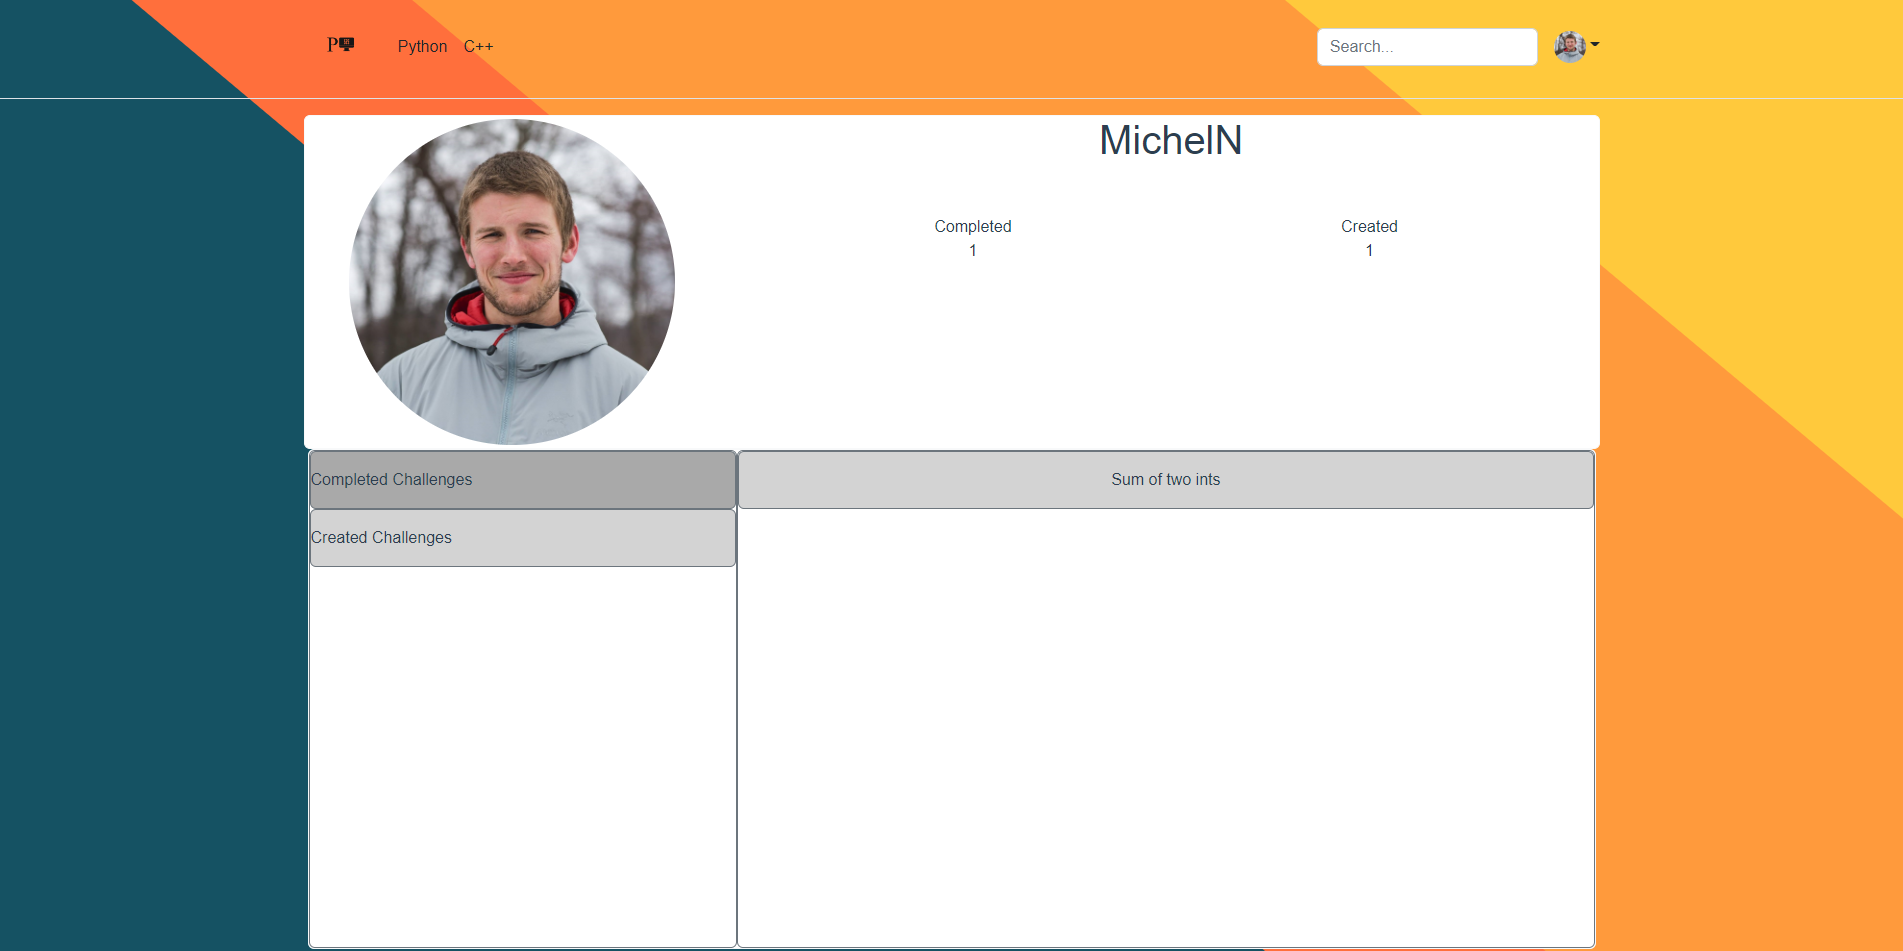 P
Python C++
Search...
MichelN
Completed
1
Created
1
Completed Challenges
Sum of two ints
Created Challenges